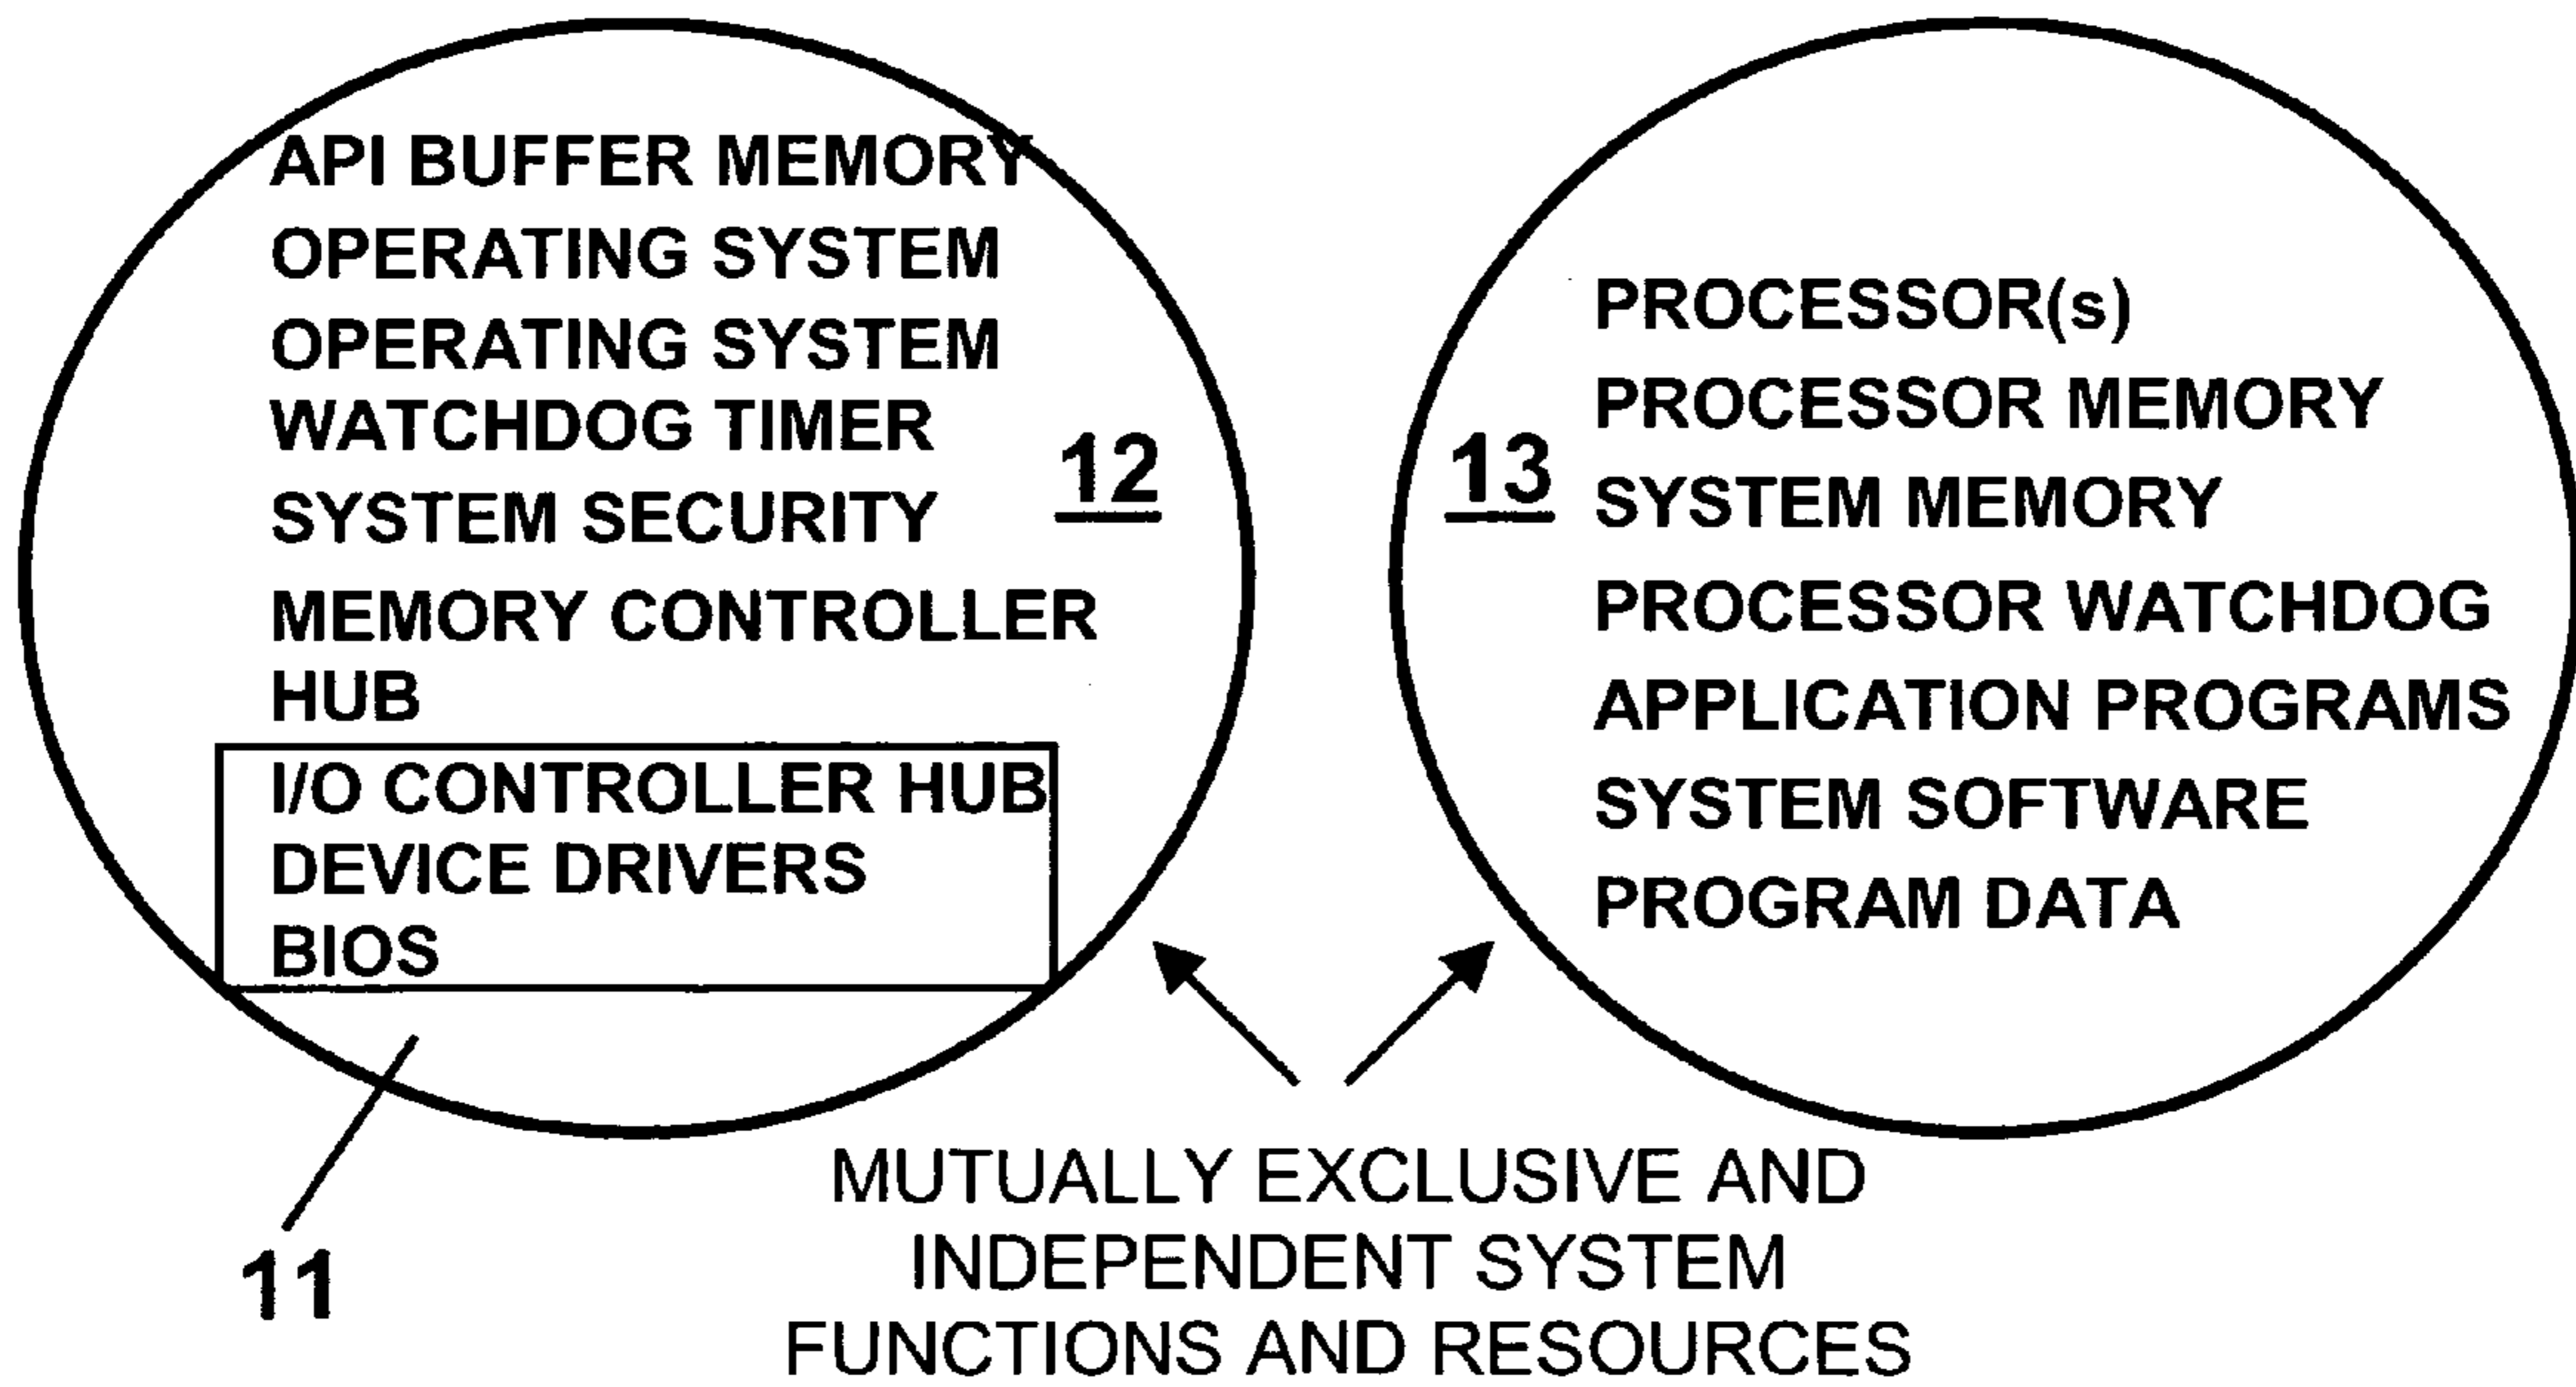 API BUFFER MEMORY
OPERATING SYSTEM
OPERATING SYSTEM
WATCHDOG TIMER
SYSTEM SECURITY
MEMORY CONTROLLER
HUB
I/O CONTROLLER HUB
DEVICE DRIVERS
BIOS
12
11
13
PROCESSOR(s)
PROCESSOR MEMORY
SYSTEM MEMORY
PROCESSOR WATCHDOG
APPLICATION PROGRAMS
SYSTEM SOFTWARE
PROGRAM DATA
MUTUALLY EXCLUSIVE AND
INDEPENDENT SYSTEM
FUNCTIONS AND RESOURCES